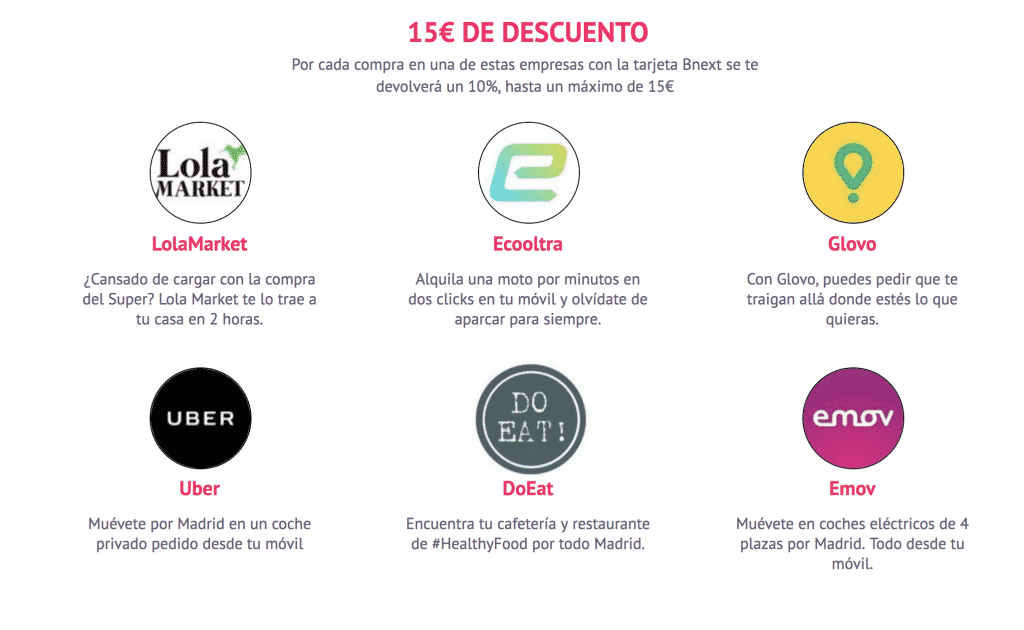 15€ DE DESCUENTO
Por cada compra en una de estas empresas con la tarjeta Bnext se te
devolverá un 10%, hasta un máximo de 15€
Lola
MARKET
LolaMarket
¿Cansado de cargar con la compra
del Super? Lola Market te lo trae a
tu casa en 2 horas.
Ecooltra
Alquila una moto por minutos en
dos clicks en tu móvil y olvídate de
aparcar para siempre.
Glovo
Con Glovo, puedes pedir que te
traigan allá donde estés lo que
quieras.
UBER
Uber
Muévete por Madrid en un coche
privado pedido desde tu móvil
DO
EAT!
DoEat
Encuentra tu cafetería y restaurante
de #HealthyFood por todo Madrid.
emov
Emov
Muévete en coches eléctricos de 4
plazas por Madrid. Todo desde tu
móvil.